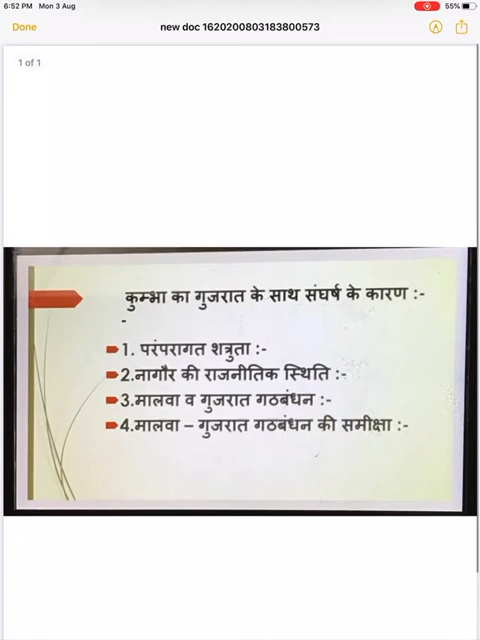 6:52 PM Mon 3 Aug
55%
Done
new doc 1620200803183800573
1 of 1
कुम्भा का गुजरात के साथ संघर्ष के कारण :-
-
1. परंपरागत शत्रुता :-
2.नागौर की राजनीतिक स्थिति :-
3.मालवा व गुजरात गठबंधन :-
4.मालवा – गुजरात गठबंधन की समीक्षा :-